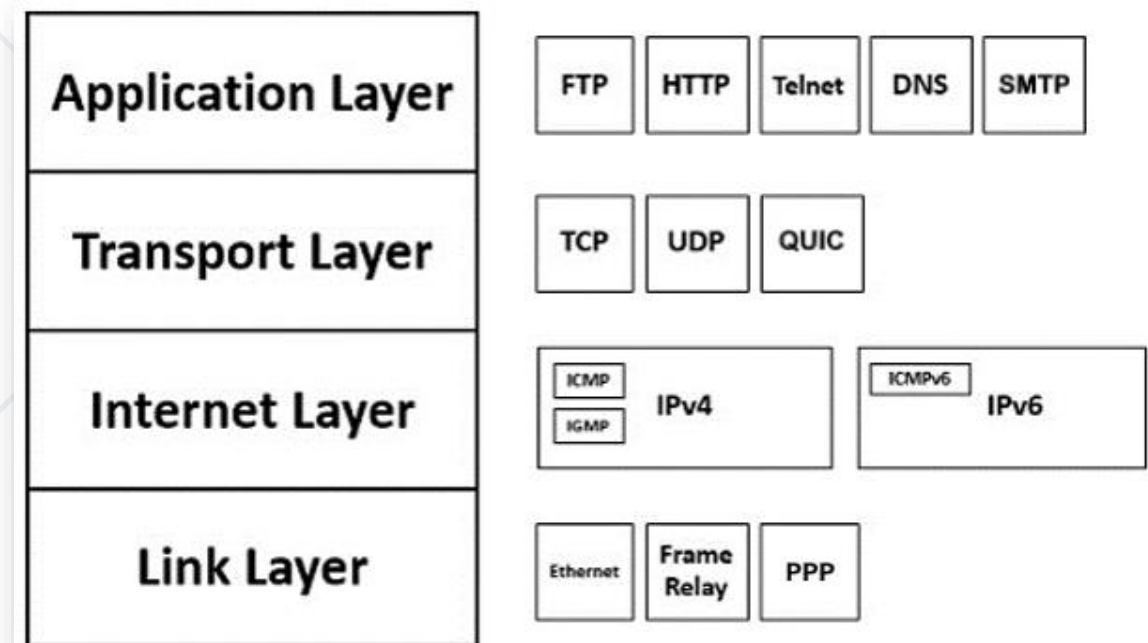 Application Layer
FTP HTTP Telnet DNS SMTP
Transport Layer
TCP UDP QUIC
Internet Layer
ICMP
IGMP
IPv4
ICMPv6
IPv6
Link Layer
Ethernet
Frame
Relay
PPP